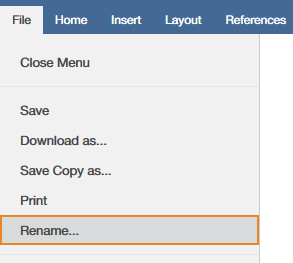 File Home Insert Layout References
Close Menu
Save
Download as...
Save Copy as...
Print
Rename...